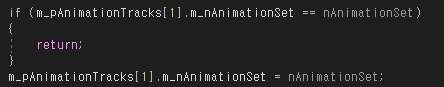 if (m_pAnimationTracks[1].m_nAnimationSet == nAnimationSet)
{
return;
}
m_pAnimationTracks[1].m_nAnimationSet = nAnimationSet;